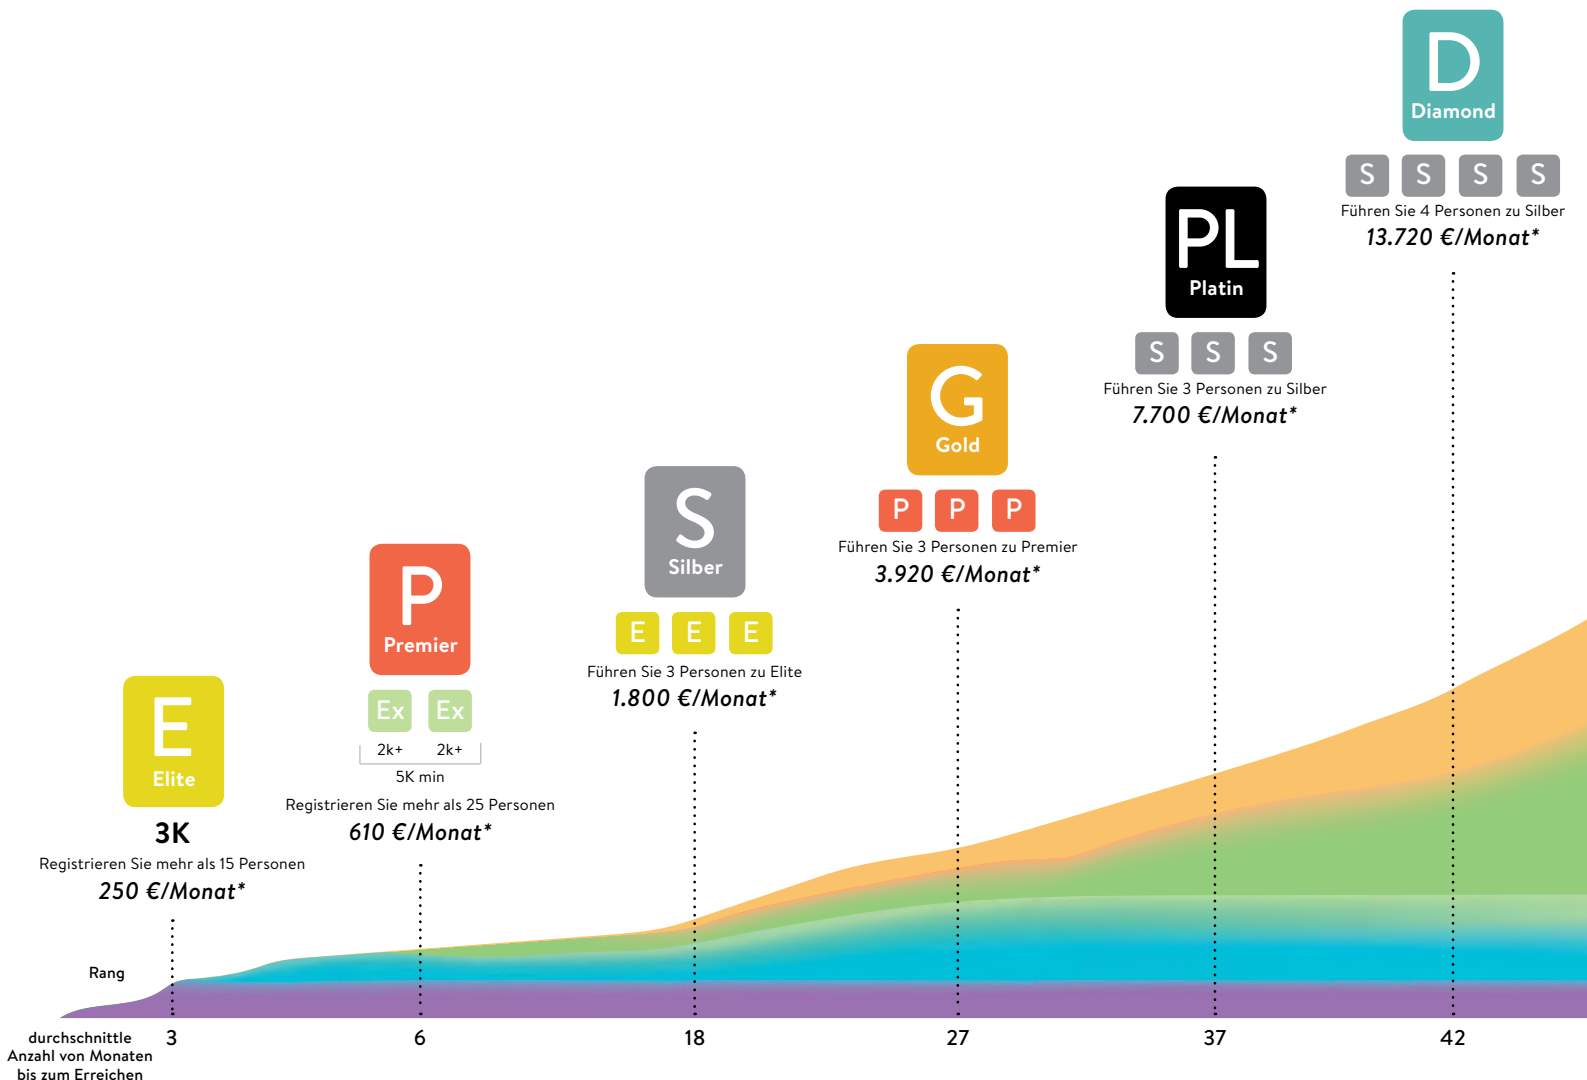 D
Diamond
S S S S
Führen Sie 4 Personen zu Silber
13.720 €/Monat*
PL
Platin
S S S
Führen Sie 3 Personen zu Silber
7.700 €/Monat*
G
Gold
P P P
Führen Sie 3 Personen zu Premier
3.920 €/Monat*
S
Silber
E E E
Führen Sie 3 Personen zu Elite
1.800 €/Monat*
P
Premier
Ex Ex
2k+ 2k+
5K min
Registrieren Sie mehr als 25 Personen
610 €/Monat*
E
Elite
3K
Registrieren Sie mehr als 15 Personen
250 €/Monat*
Rang
durchschnittle
Anzahl von Monaten
bis zum Erreichen
3 6 18 27 37 42